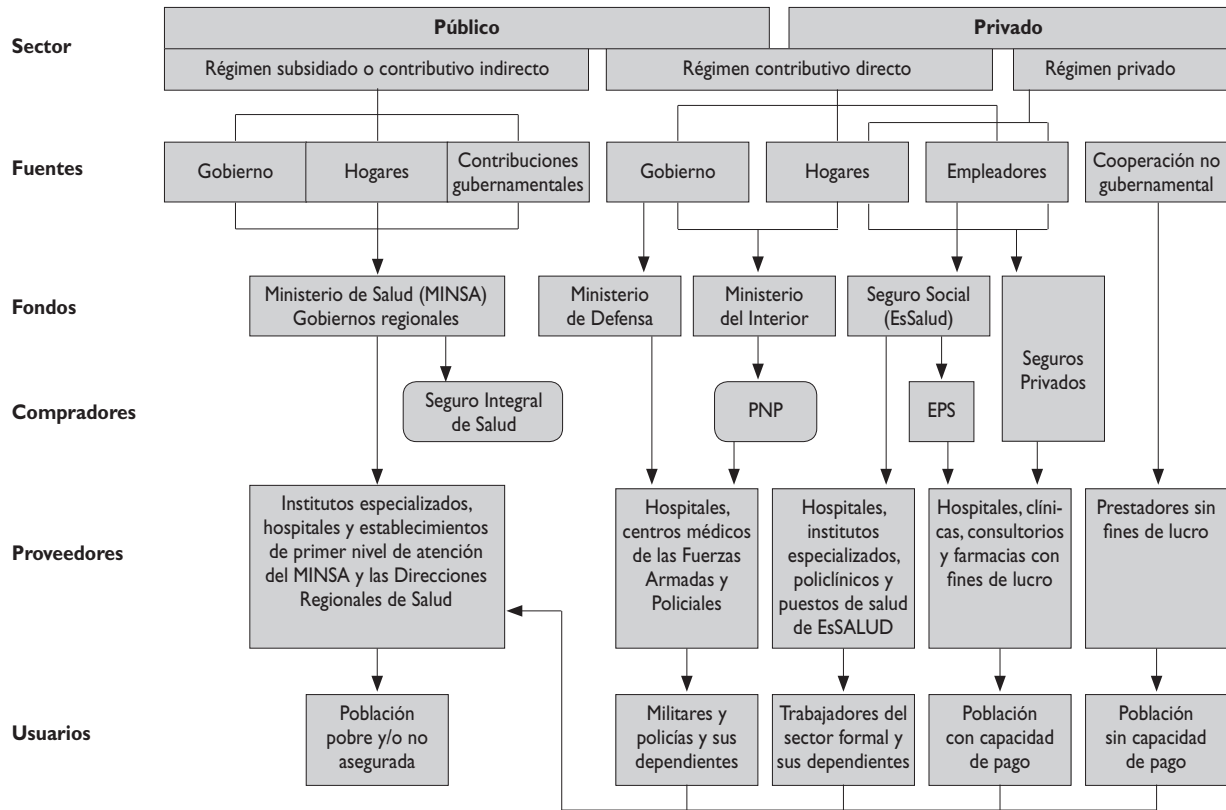 Público
Privado
Sector
Régimen subsidiado o contributivo indirecto
Régimen contributivo directo
Régimen privado
Fuentes
Gobierno
Hogares
Contribuciones
gubernamentales
Gobierno
Hogares
Empleadores
Cooperación no
gubernamental
Fondos
Ministerio de Salud (MINSA)
Gobiernos regionales
Ministerio
de Defensa
Ministerio
del Interior
Seguro Social
(EsSalud)
Seguros
Privados
Compradores
Seguro Integral
de Salud
PNP
EPS
Proveedores
Institutos especializados,
hospitales y establecimientos
de primer nivel de atención
del MINSA y las Direcciones
Regionales de Salud
Hospitales,
centros médicos
de las Fuerzas
Armadas y
Policiales
Hospitales,
institutos
especializados,
policlínicos y
puestos de salud
de EsSALUD
Hospitales, clíni-
cas, consultorios
y farmacias con
fines de lucro
Prestadores sin
fines de lucro
Usuarios
Población
pobre y/o no
asegurada
Militares y
policías y sus
dependientes
Trabajadores del
sector formal y
sus dependientes
Población
con capacidad
de pago
Población
sin capacidad
de pago